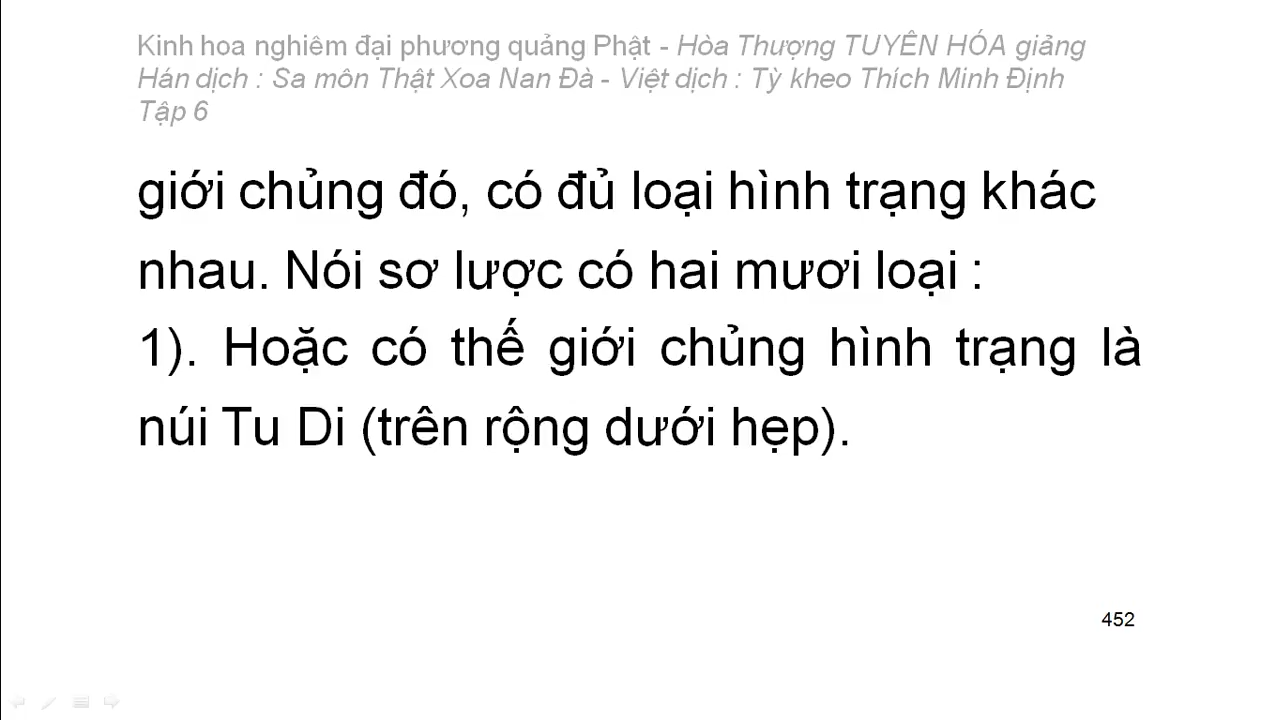 Kinh hoa nghiêm đại phương quảng Phật - Hòa Thượng TUYÊN HÓA giảng
Hán dịch : Sa môn Thật Xoa Nan Đà - Việt dịch : Tỳ kheo Thích Minh Định
Tập 6
giới chủng đó, có đủ loại hình trạng khác
nhau. Nói sơ lược có hai mươi loại :
1). Hoặc có thế giới chủng hình trạng là
núi Tu Di (trên rộng dưới hẹp).
452